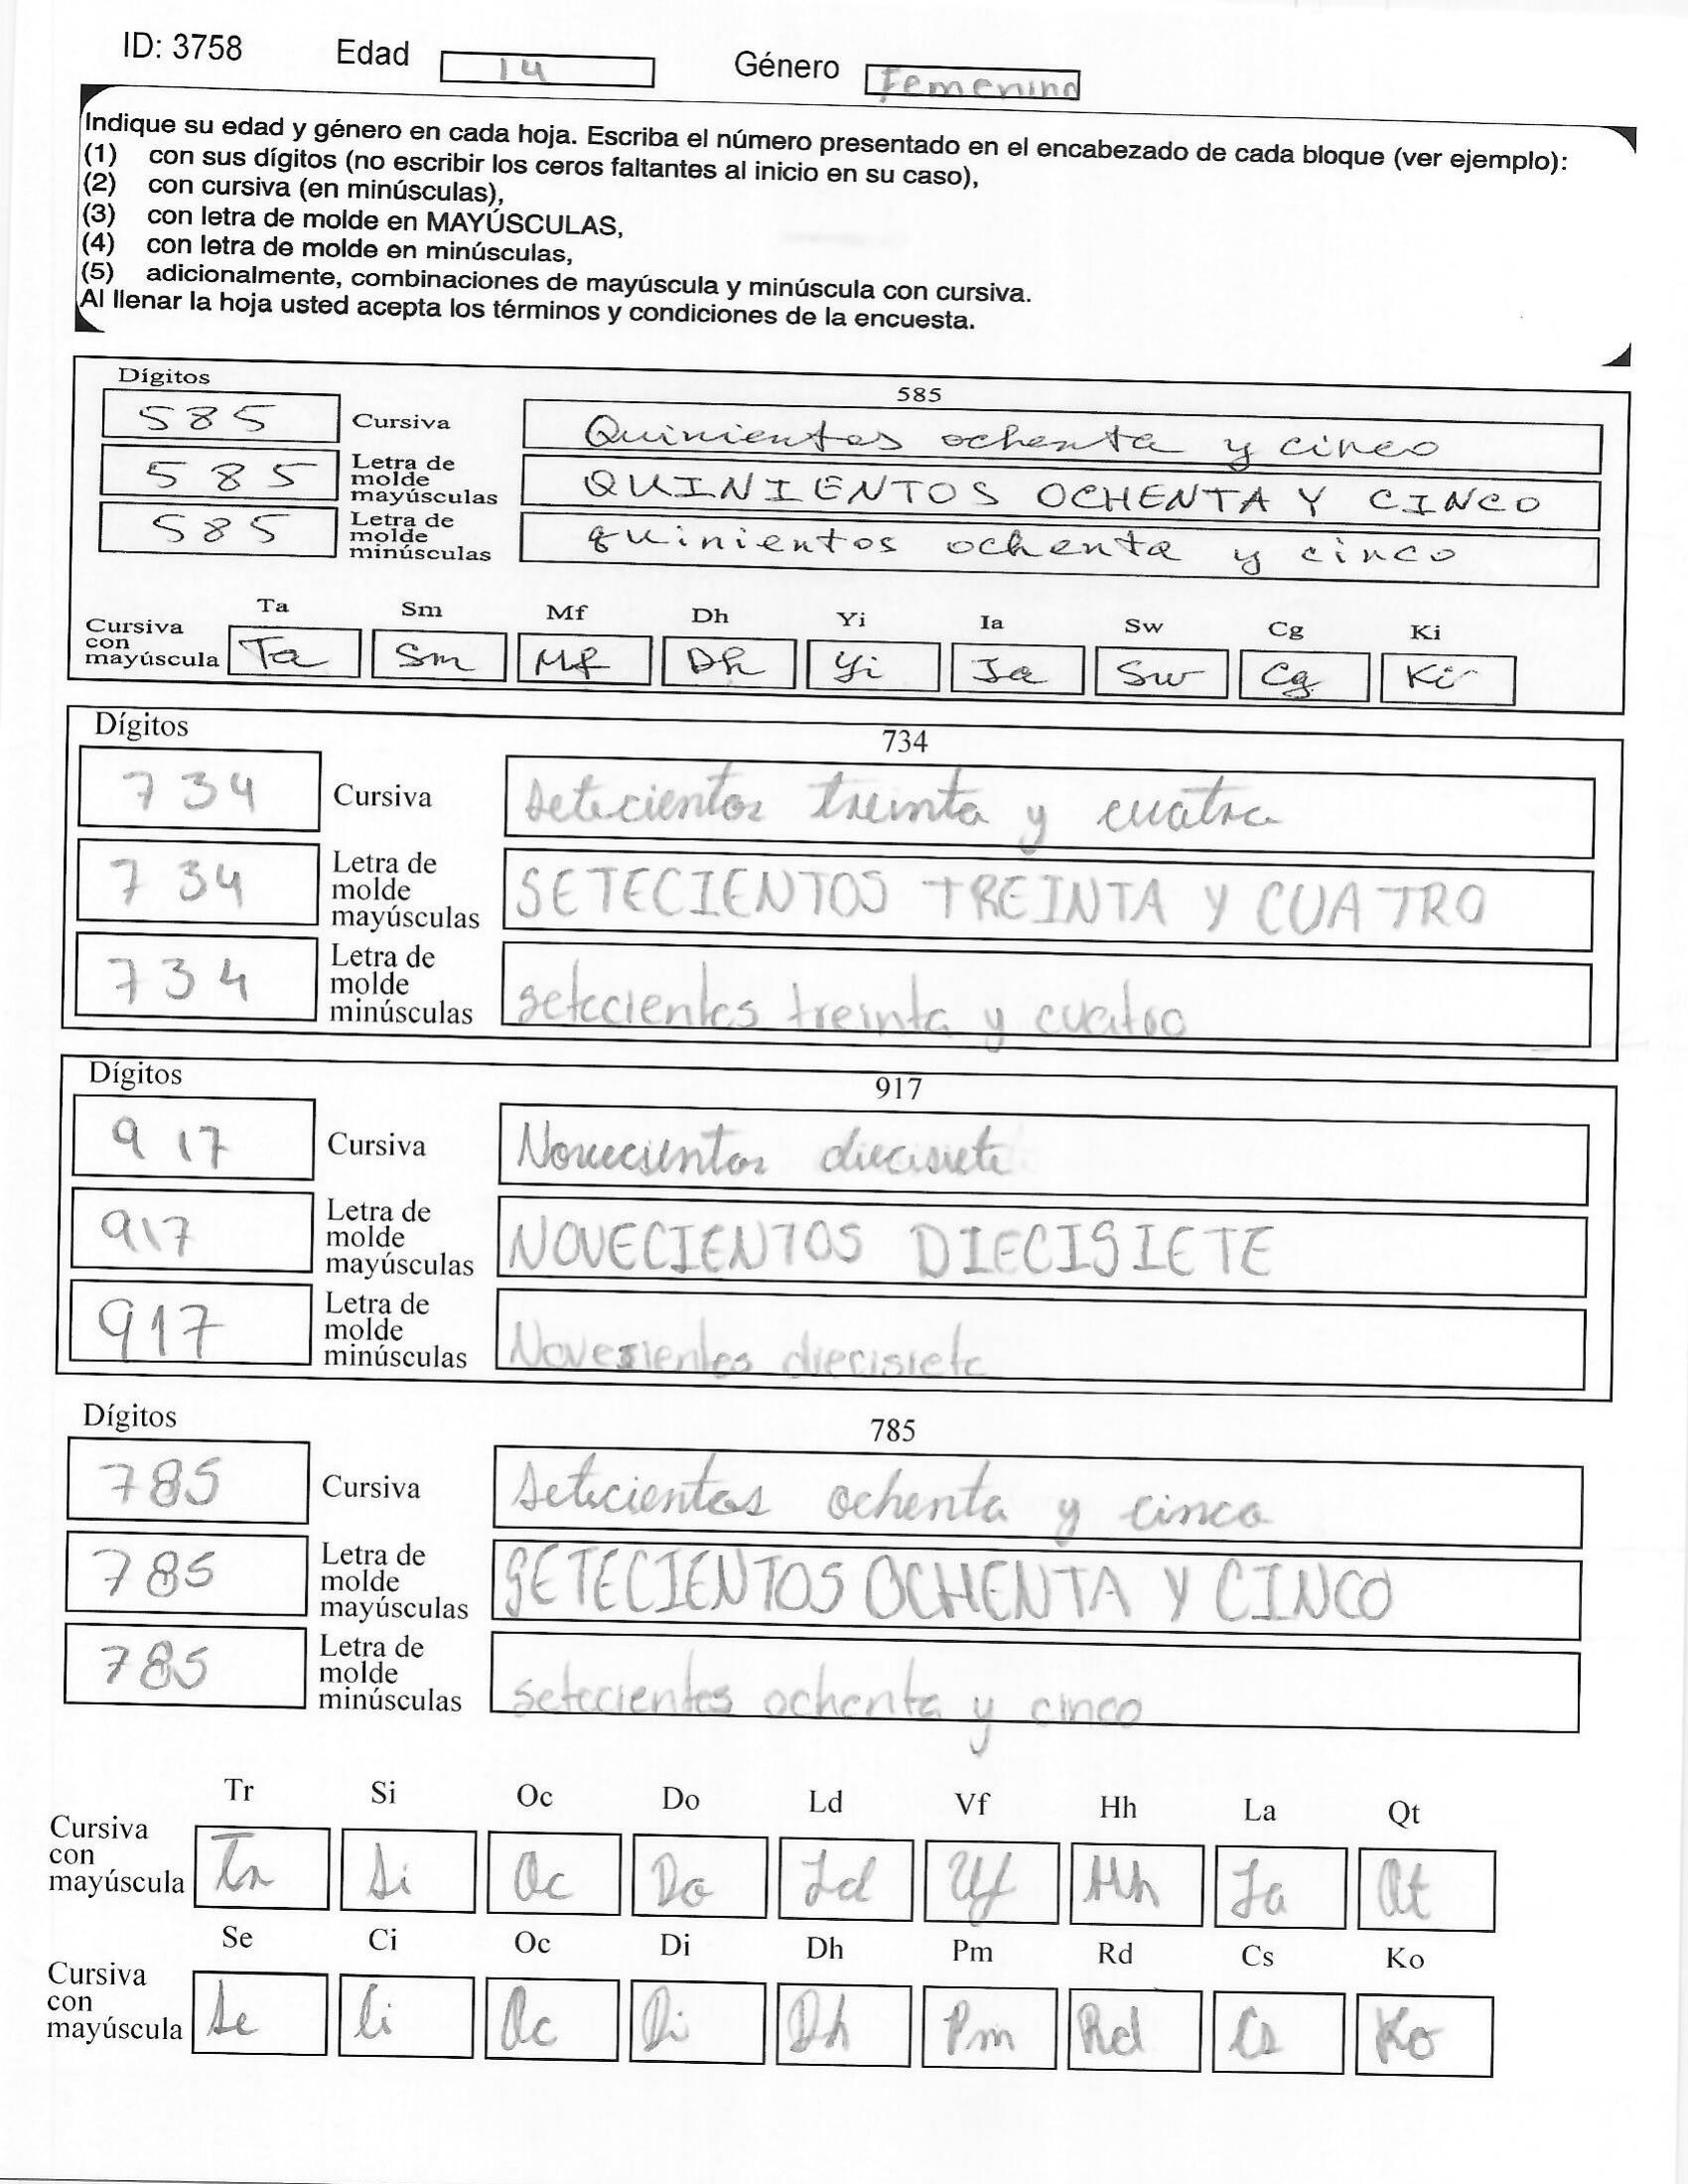 ID: 3758 Edad 14 Género Femenino
Indique su edad y género en cada hoja. Escriba el número presentado en el encabezado de cada bloque (ver ejemplo):
(1) con sus dígitos (no escribir los ceros faltantes al inicio en su caso),
(2) con cursiva (en minúsculas),
(3) con letra de molde en MAYÚSCULAS,
(4) con letra de molde en minúsculas,
(5) adicionalmente, combinaciones de mayúscula y minúscula con cursiva.
Al llenar la hoja usted acepta los términos y condiciones de la encuesta.
Dígitos 585
585 Cursiva Quinientos ochenta y cinco
585 Letra de molde mayúsculas QUINIENTOS OCHENTA Y CINCO
585 Letra de molde minúsculas quinientos ochenta y cinco
Ta Sm Mf Dh Yi Ia Sw Cg Ki
Cursiva con mayúscula Ta Sm Mf Dh Yi Ia Sw Cg Ki
Dígitos 734
734 Cursiva setecientos treinta y cuatro
734 Letra de molde mayúsculas SETECIENTOS TREINTA Y CUATRO
734 Letra de molde minúsculas setecientos treinta y cuatro
Dígitos 917
917 Cursiva Novecientos diecisiete
917 Letra de molde mayúsculas NOVECIENTOS DIECISIETE
917 Letra de molde minúsculas Novecientos diecisiete
Dígitos 785
785 Cursiva setecientos ochenta y cinco
785 Letra de molde mayúsculas SETECIENTOS OCHENTA Y CINCO
785 Letra de molde minúsculas setecientos ochenta y cinco
Tr Si Oc Do Ld Vf Hh La Qt
Cursiva con mayúscula Tr Si Oc Do Ld Vf Hh La Qt
Se Ci Oc Di Dh Pm Rd Cs Ko
Cursiva con mayúscula Se Ci Oc Di Dh Pm Rd Cs Ko